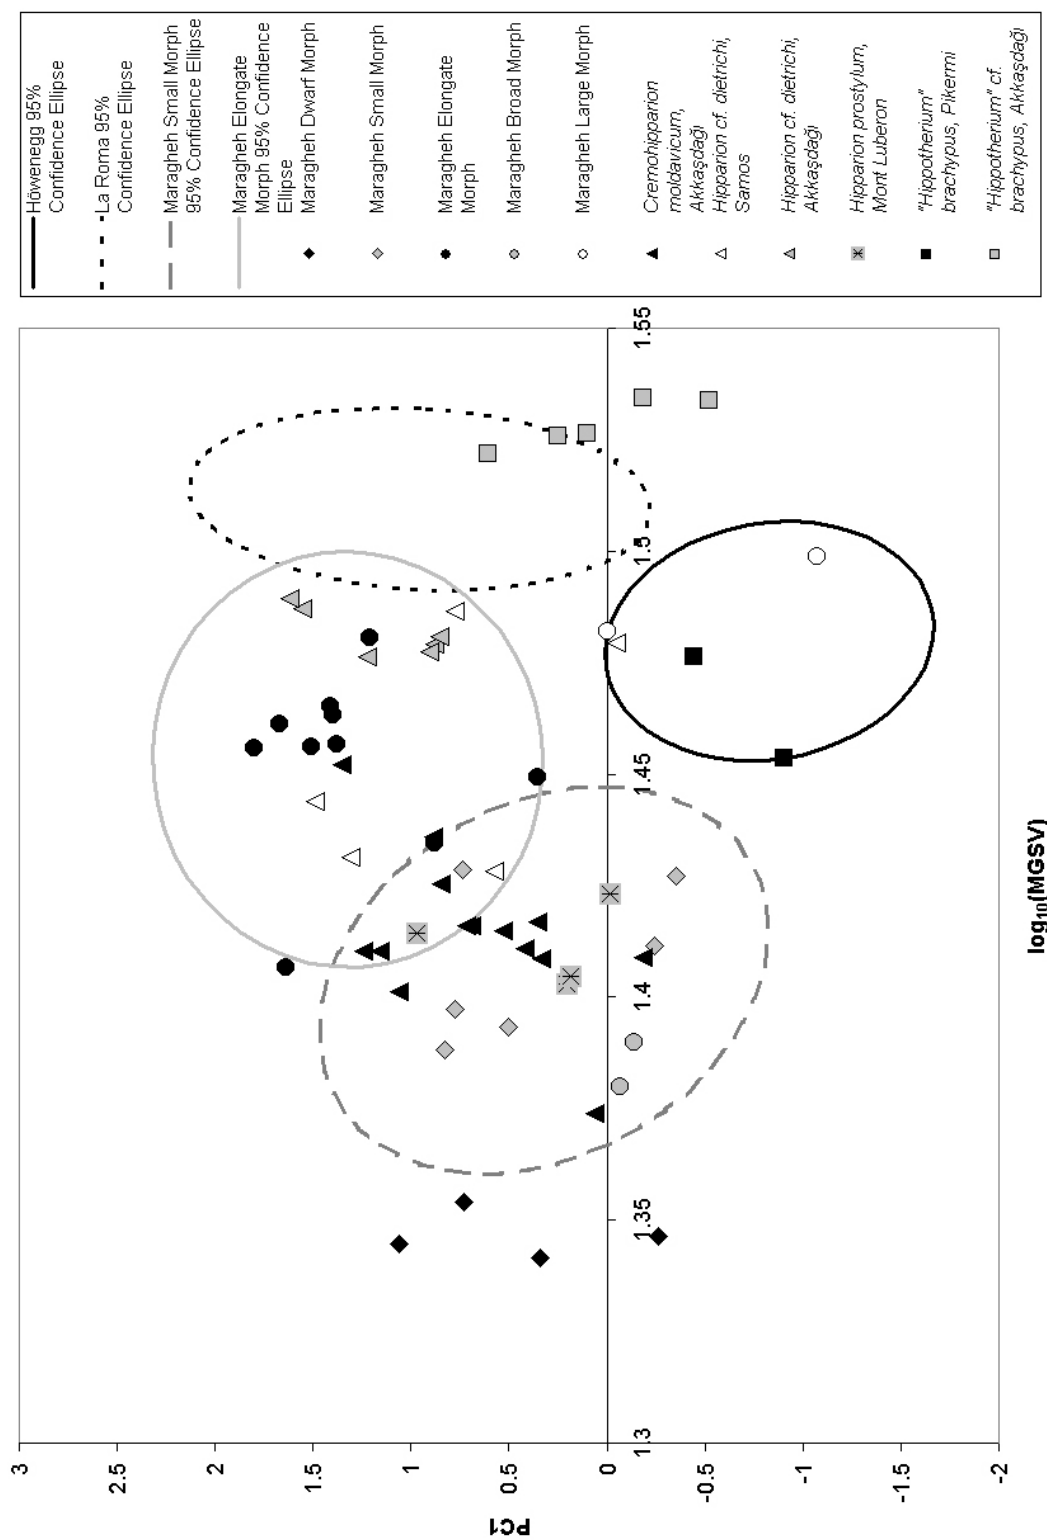 Höwenegg 95%
Confidence Ellipse
La Roma 95%
Confidence Ellipse
Maragheh Small Morph
95% Confidence Ellipse
Maragheh Elongate
Morph 95% Confidence
Ellipse
Maragheh Dwarf Morph
Maragheh Small Morph
Maragheh Elongate
Morph
Maragheh Broad Morph
Maragheh Large Morph
Cremohipparion
moldavicum,
Akkaşdağı
Hipparion cf. dietrichi,
Samos
Hipparion cf. dietrichi,
Akkaşdağı
Hipparion prostylum,
Mont Luberon
"Hippotherium"
brachypus, Pikermi
"Hippotherium" cf.
brachypus, Akkaşdağı
3
2.5
2
1.5
1
0.5
0
-0.5
-1
-1.5
-2
PC1
1.3
1.35
1.4
1.45
1.5
1.55
log₁₀(MGSV)